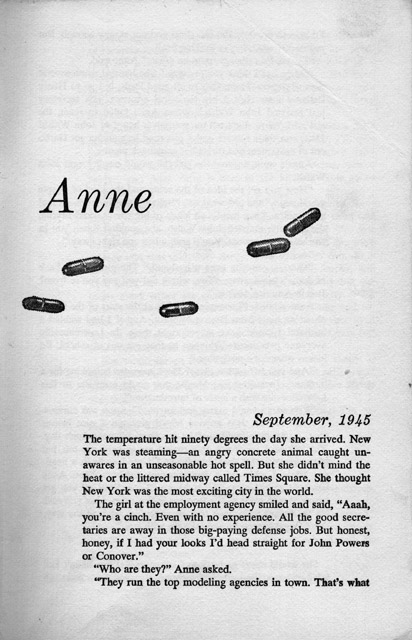 Anne
September, 1945
The temperature hit ninety degrees the day she arrived. New
York was steaming—an angry concrete animal caught un-
awares in an unseasonable hot spell. But she didn't mind the
heat or the littered midway called Times Square. She thought
New York was the most exciting city in the world.
The girl at the employment agency smiled and said, “Aaah,
you're a cinch. Even with no experience. All the good secre-
taries are away in those big-paying defense jobs. But honest,
honey, if I had your looks I'd head straight for John Powers
or Conover.”
“Who are they?” Anne asked.
“They run the top modeling agencies in town. That's what